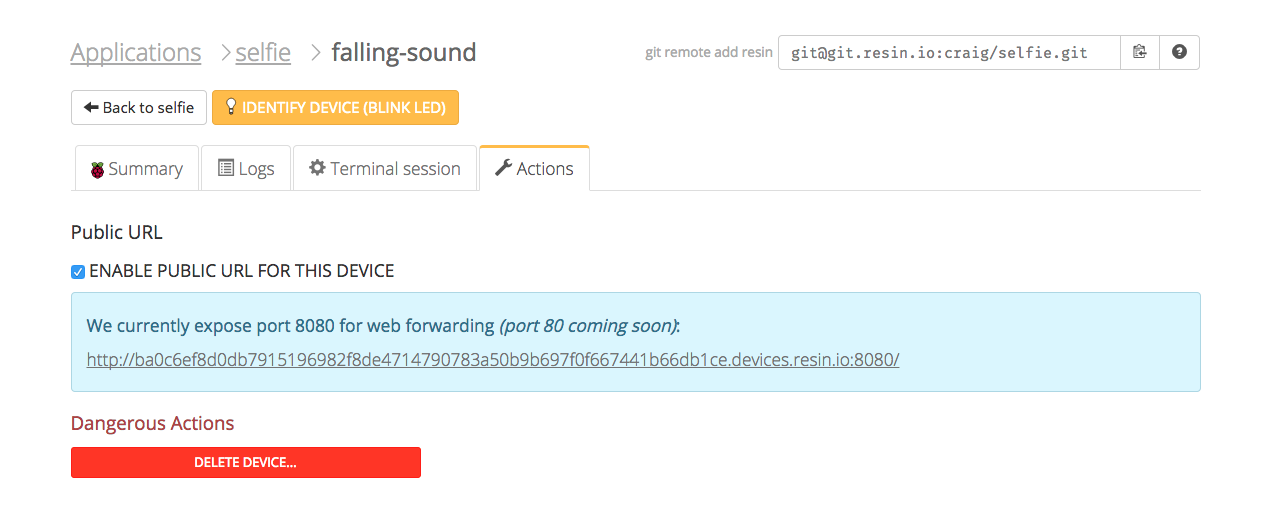 Applications selfie falling-sound
git remote add resin git@git.resin.io:craig/selfie.git
Back to selfie IDENTIFY DEVICE (BLINK LED)
Summary Logs Terminal session Actions
Public URL
ENABLE PUBLIC URL FOR THIS DEVICE
We currently expose port 8080 for web forwarding (port 80 coming soon):
http://ba0c6ef8d0db7915196982f8de4714790783a50b9b697f0f667441b66db1ce.devices.resin.io:8080/
Dangerous Actions
DELETE DEVICE...